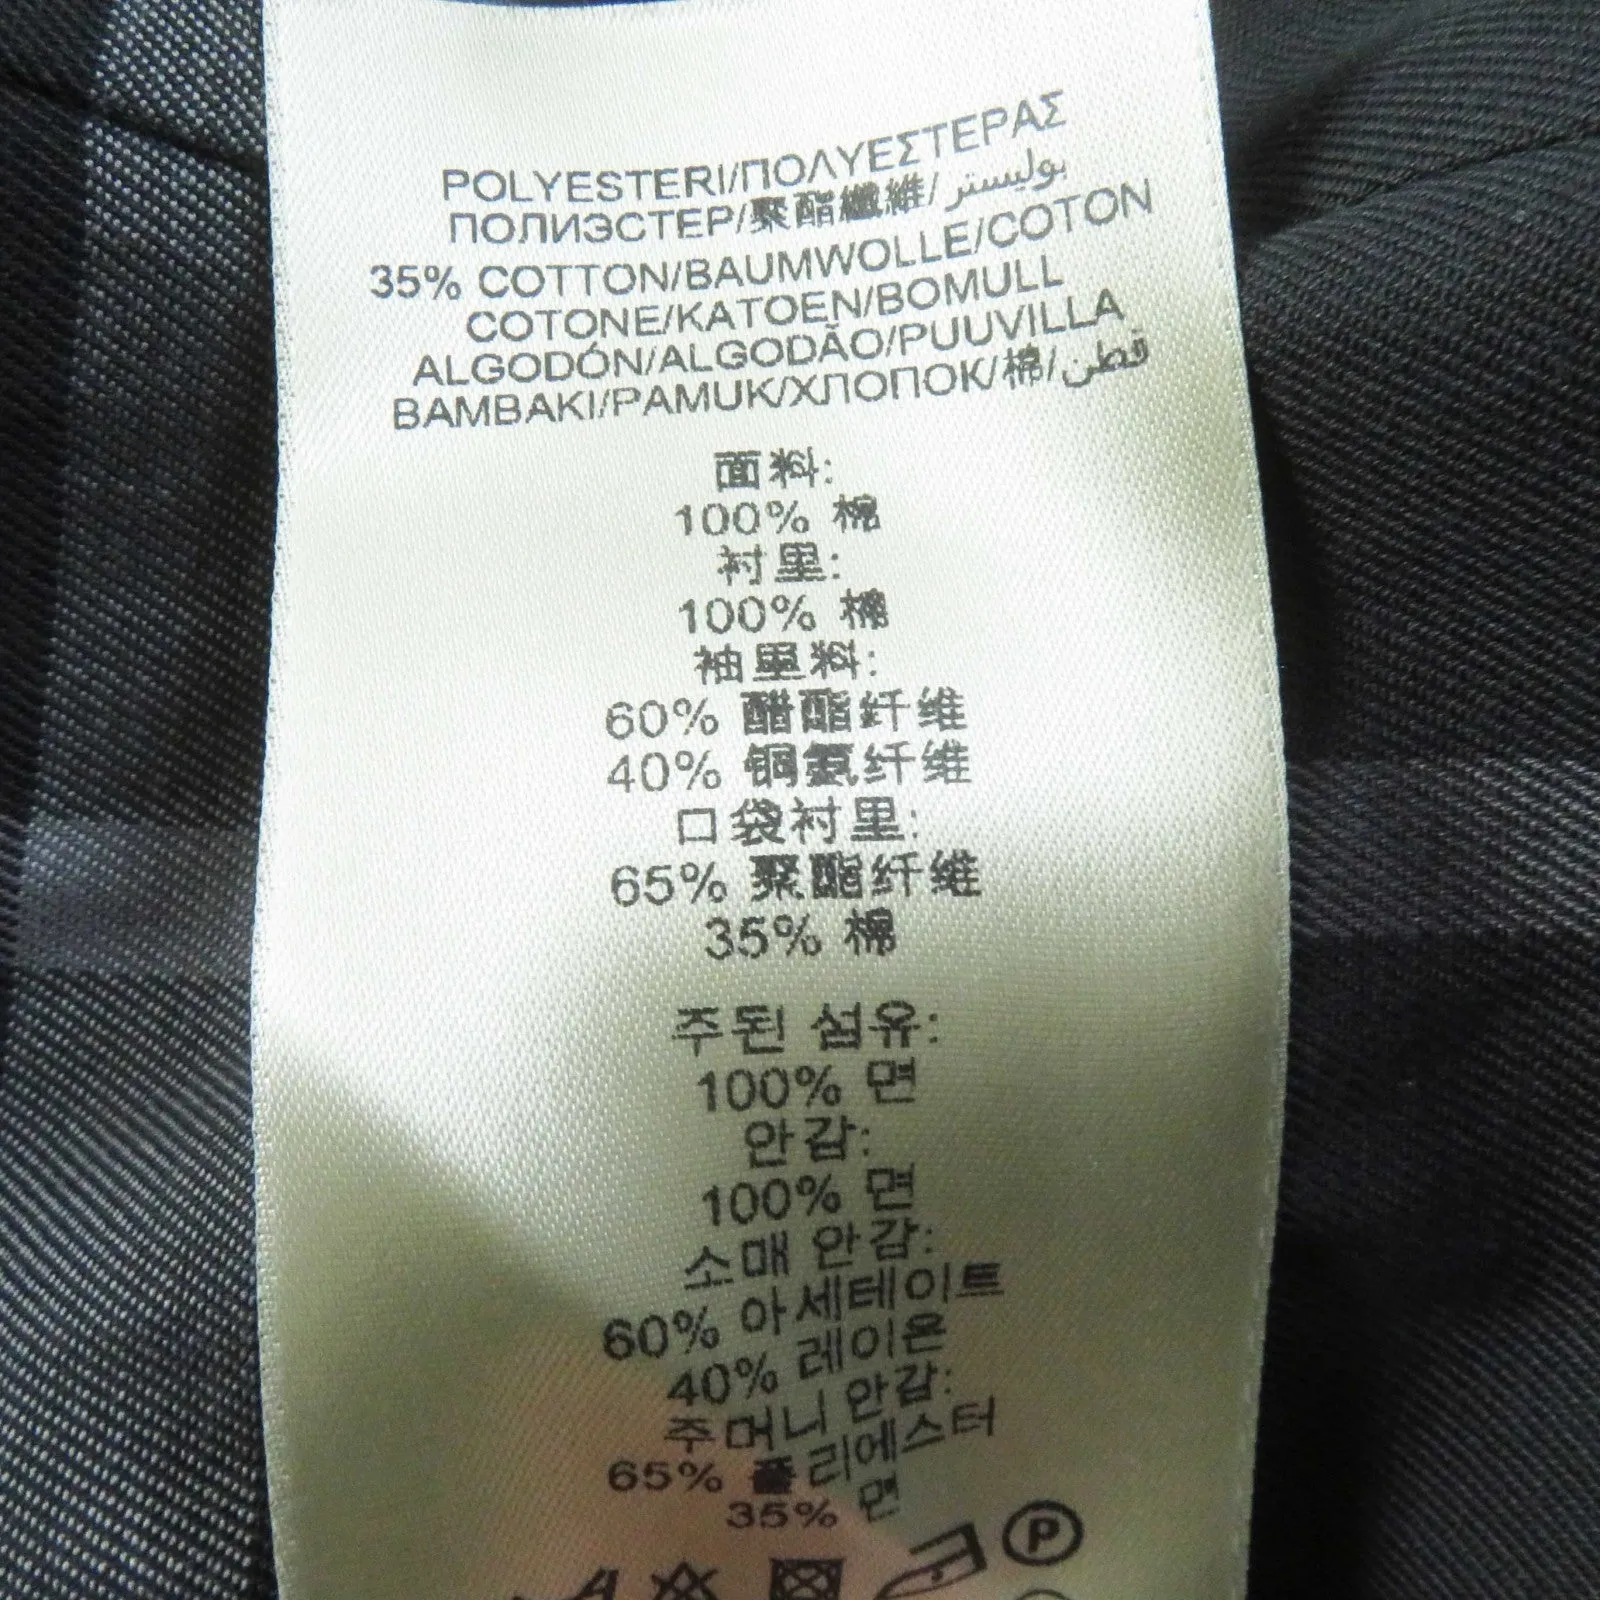 POLYESTERI/ΠΟΛΥΕΣΤΕΡΑΣ
ПОЛИЭСТЕР/聚酯纖維/بوليستر
35% COTTON/BAUMWOLLE/COTON
COTONE/KATOEN/BOMULL
ALGODÓN/ALGODÃO/PUUVILLA
BAMBAKI/PAMUK/ХЛОПОК/棉/قطن
面料:
100% 棉
衬里:
100% 棉
袖里料:
60% 醋酯纤维
40% 铜氨纤维
口袋衬里:
65% 聚酯纤维
35% 棉
주된 섬유:
100% 면
안감:
100% 면
소매 안감:
60% 아세테이트
40% 레이온
주머니 안감:
65% 폴리에스터
35% 면
P